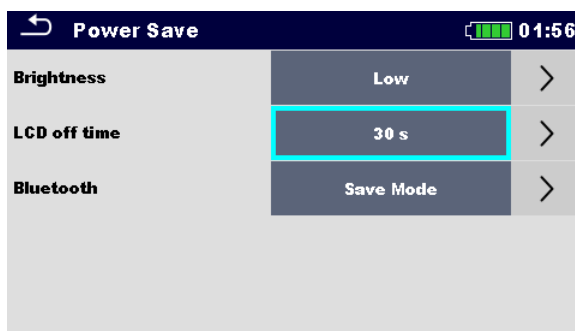 Power Save 01:56
Brightness Low
LCD off time 30 s
Bluetooth Save Mode